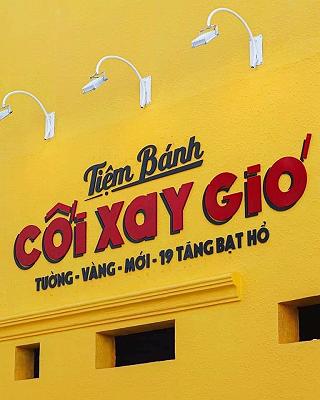 Tiệm Bánh
CỐI XAY GIÓ
TƯỜNG - VÀNG - MỚI - 19 TĂNG BẠT HỔ